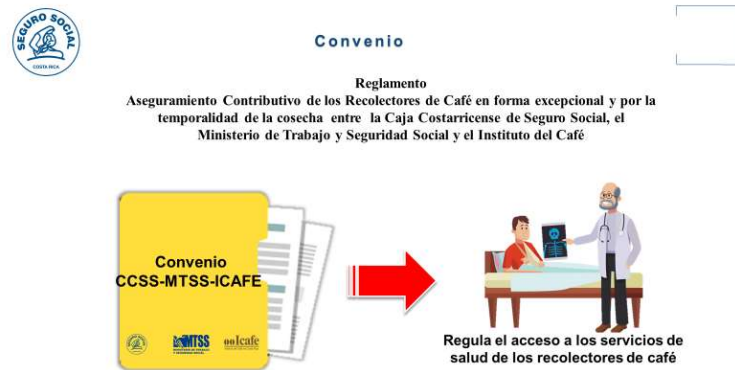 SEGURO SOCIAL
COSTA RICA
Convenio
Reglamento
Aseguramiento Contributivo de los Recolectores de Café en forma excepcional y por la
temporalidad de la cosecha entre la Caja Costarricense de Seguro Social, el
Ministerio de Trabajo y Seguridad Social y el Instituto del Café
Convenio
CCSS-MTSS-ICAFE
MTSS
Icafe
Regula el acceso a los servicios de
salud de los recolectores de café